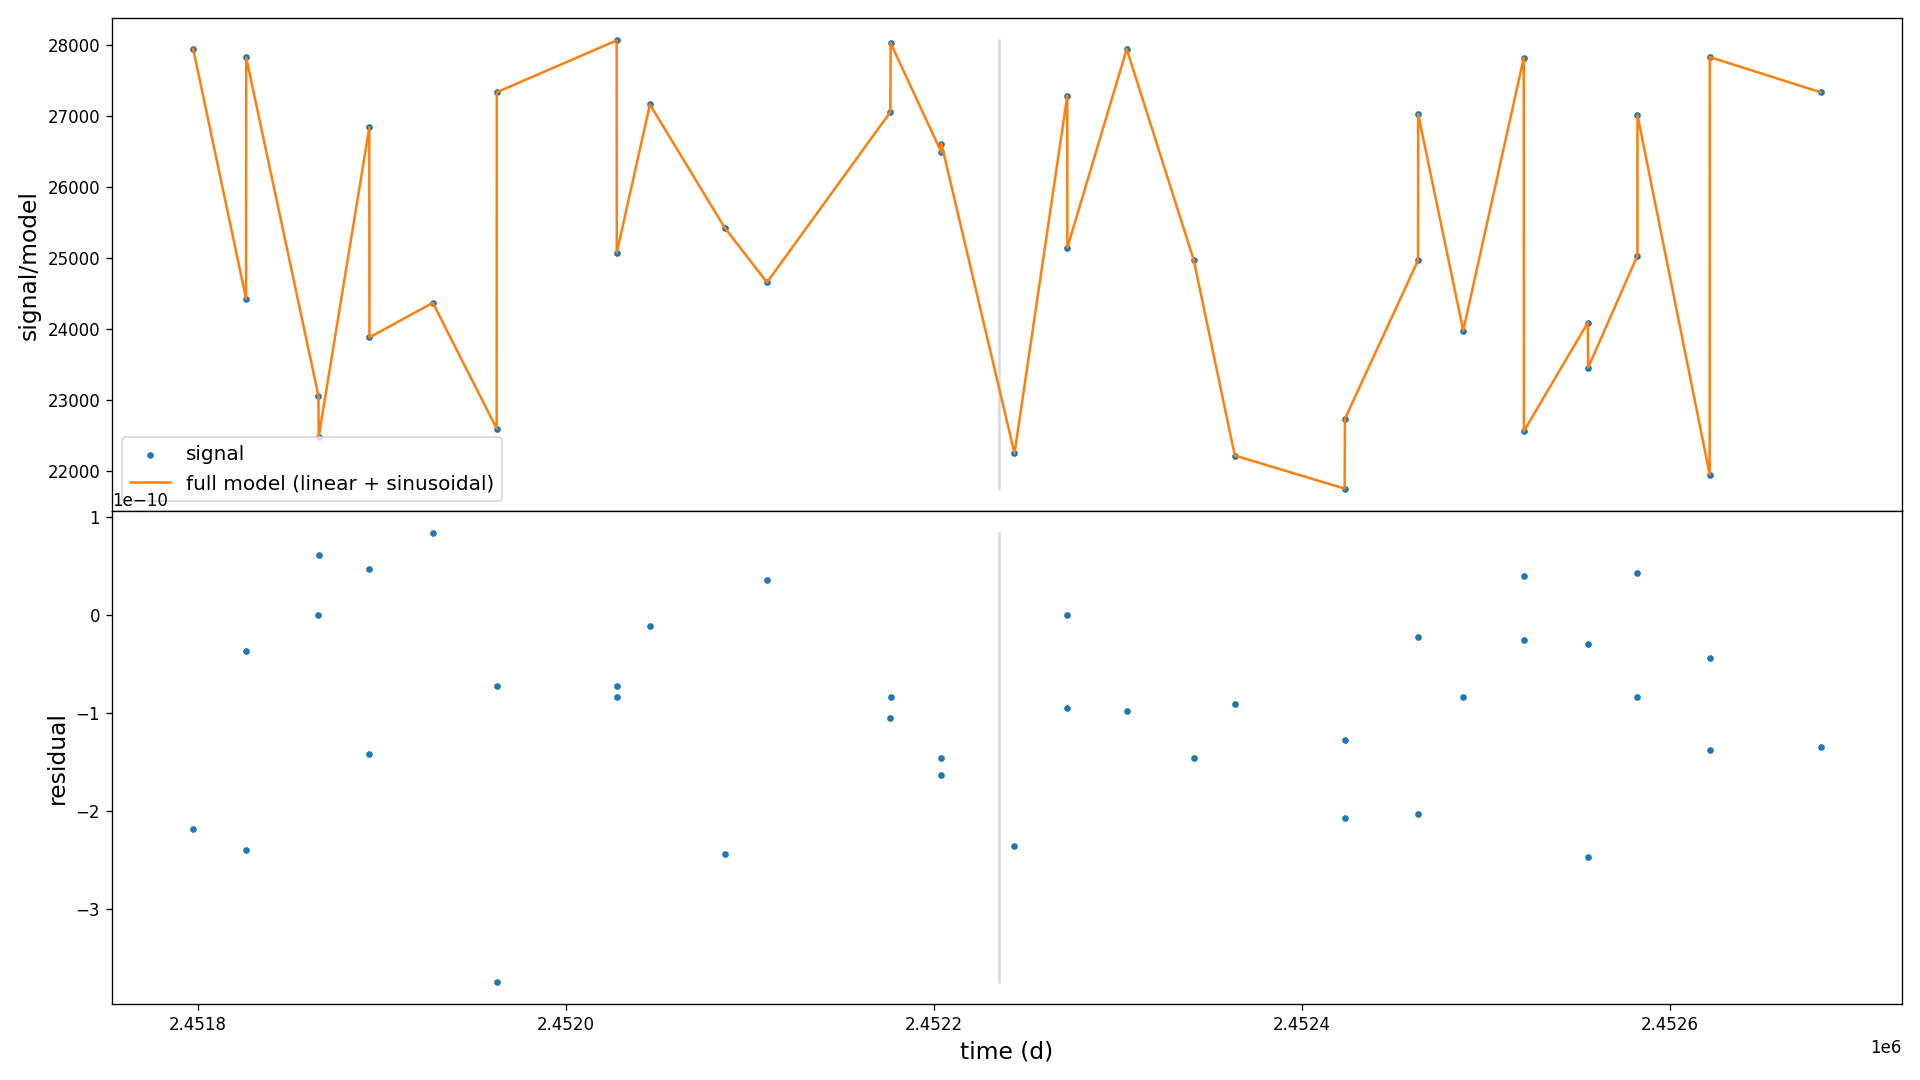 28000
27000
26000
25000
24000
23000
22000
signal/model
signal
full model (linear + sinusoidal)
1e−10
1
0
−1
−2
−3
residual
2.4518
2.4520
2.4522
2.4524
2.4526
time (d)
1e6